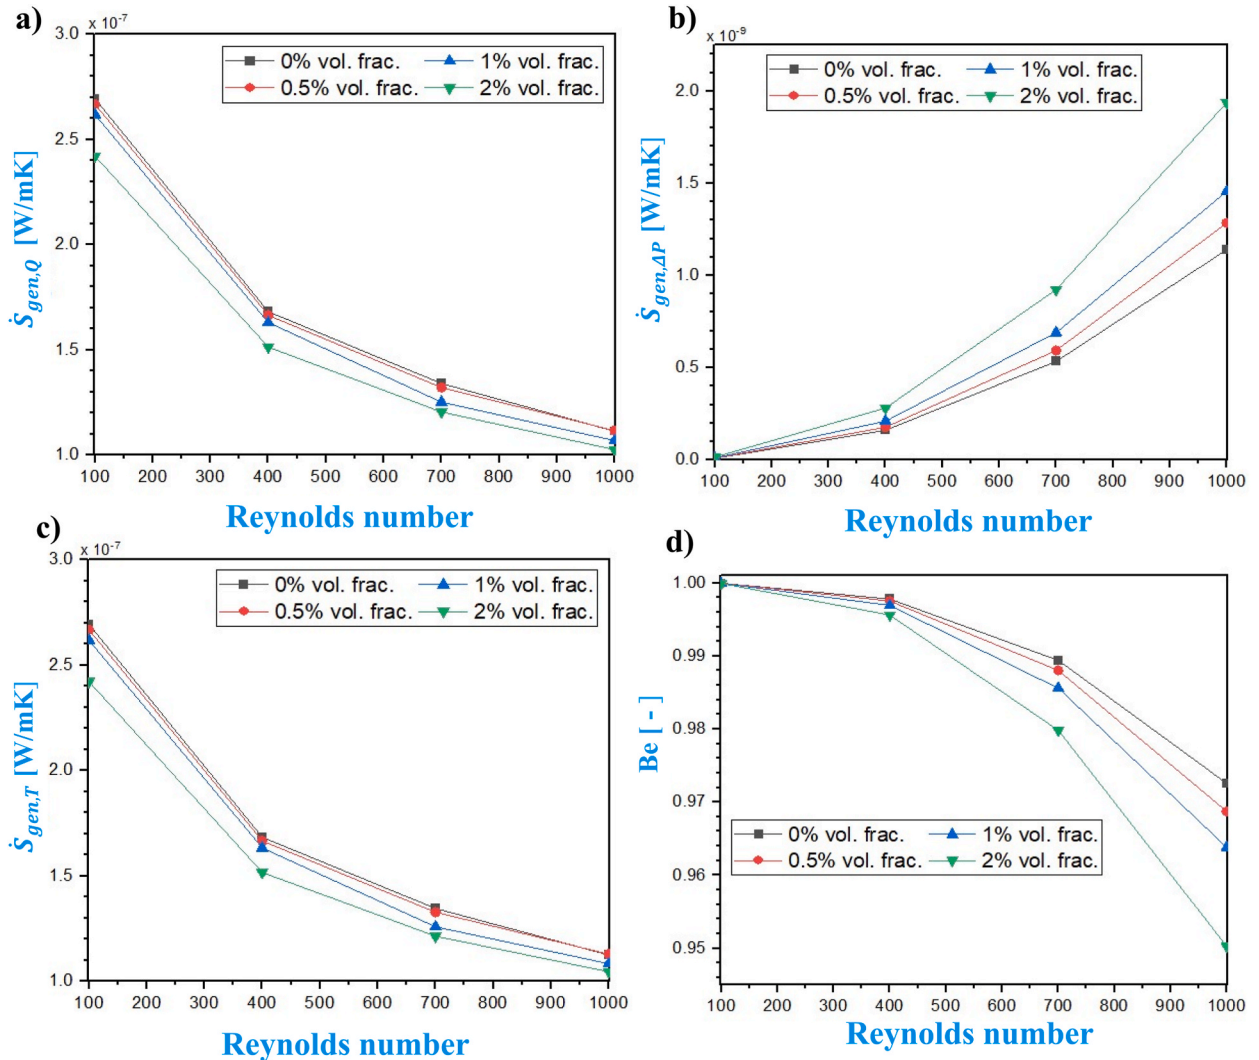 a)
x 10⁻⁷
3.0
2.5
2.0
1.5
1.0
Ṡgen,Q [W/mK]
0% vol. frac. 1% vol. frac.
0.5% vol. frac. 2% vol. frac.
100 200 300 400 500 600 700 800 900 1000
Reynolds number
b)
x 10⁻⁹
2.0
1.5
1.0
0.5
0.0
Ṡgen,ΔP [W/mK]
0% vol. frac. 1% vol. frac.
0.5% vol. frac. 2% vol. frac.
100 200 300 400 500 600 700 800 900 1000
Reynolds number
c)
x 10⁻⁷
3.0
2.5
2.0
1.5
1.0
Ṡgen,T [W/mK]
0% vol. frac. 1% vol. frac.
0.5% vol. frac. 2% vol. frac.
100 200 300 400 500 600 700 800 900 1000
Reynolds number
d)
1.00
0.99
0.98
0.97
0.96
0.95
Be [ - ]
0% vol. frac. 1% vol. frac.
0.5% vol. frac. 2% vol. frac.
100 200 300 400 500 600 700 800 900 1000
Reynolds number